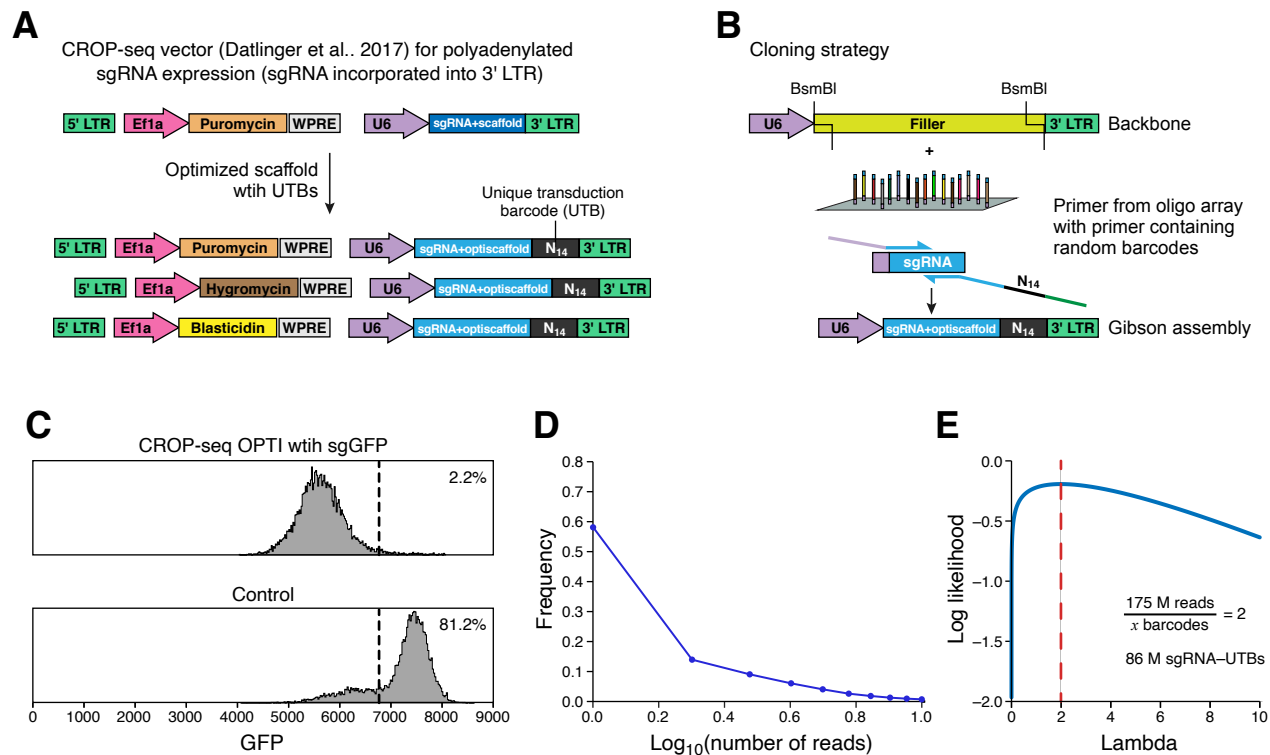 A
CROP-seq vector (Datlinger et al.. 2017) for polyadenylated
sgRNA expression (sgRNA incorporated into 3' LTR)
5' LTR Ef1a Puromycin WPRE U6 sgRNA+scaffold 3' LTR
Optimized scaffold
wtih UTBs
Unique transduction
barcode (UTB)
5' LTR Ef1a Puromycin WPRE U6 sgRNA+optiscaffold N14 3' LTR
5' LTR Ef1a Hygromycin WPRE U6 sgRNA+optiscaffold N14 3' LTR
5' LTR Ef1a Blasticidin WPRE U6 sgRNA+optiscaffold N14 3' LTR
B
Cloning strategy
BsmBI BsmBI
U6 Filler 3' LTR Backbone
+
Primer from oligo array
with primer containing
random barcodes
sgRNA
N14
U6 sgRNA+optiscaffold N14 3' LTR Gibson assembly
C
CROP-seq OPTI wtih sgGFP
2.2%
Control
81.2%
0 1000 2000 3000 4000 5000 6000 7000 8000 9000
GFP
D
Frequency
0.8
0.7
0.6
0.5
0.4
0.3
0.2
0.1
0.0
0.0 0.2 0.4 0.6 0.8 1.0
Log10(number of reads)
E
Log likelihood
0.0
−0.5
−1.0
−1.5
−2.0
175 M reads
x barcodes
= 2
86 M sgRNA–UTBs
0 2 4 6 8 10
Lambda